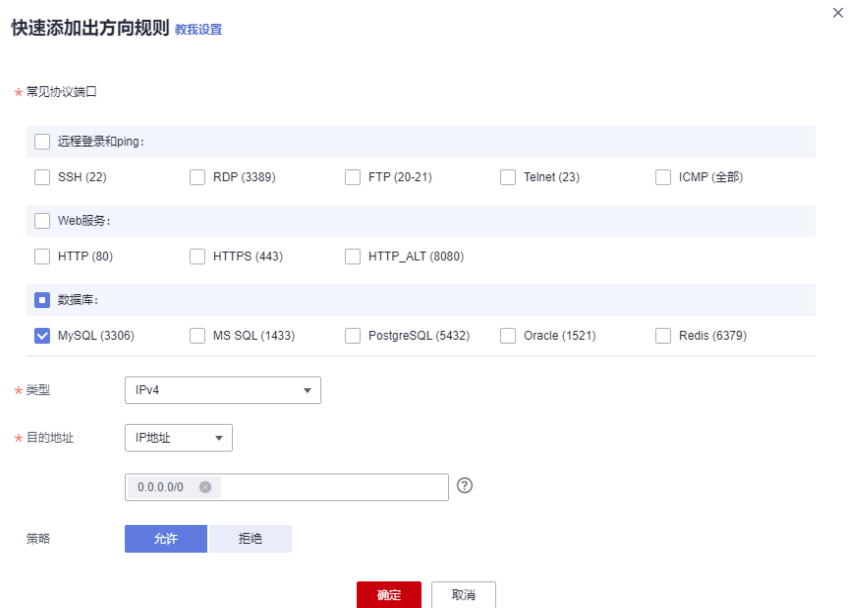 快速添加出方向规则 教我设置
* 常见协议端口
远程登录和ping:
SSH (22) RDP (3389) FTP (20-21) Telnet (23) ICMP (全部)
Web服务:
HTTP (80) HTTPS (443) HTTP_ALT (8080)
数据库:
MySQL (3306) MS SQL (1433) PostgreSQL (5432) Oracle (1521) Redis (6379)
* 类型 IPv4
* 目的地址 IP地址
0.0.0.0/0
策略 允许 拒绝
确定 取消